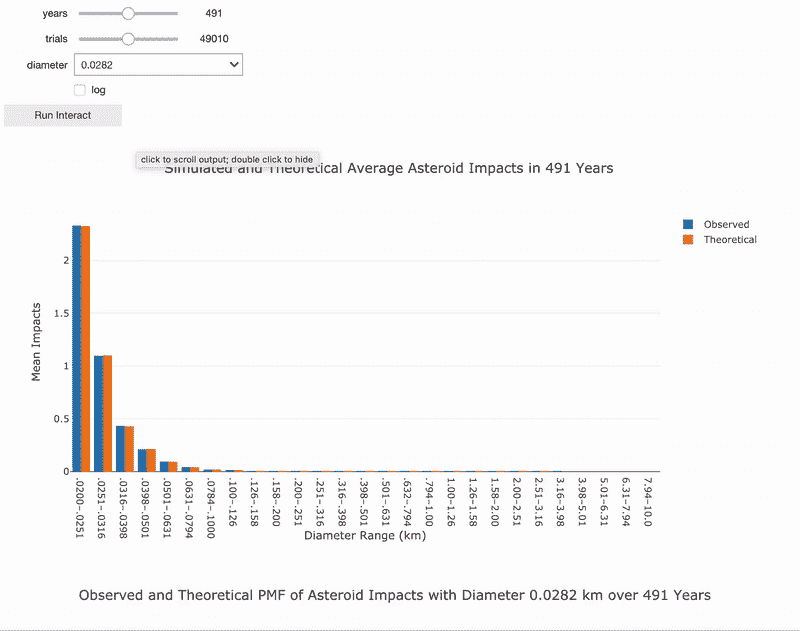 years 491
trials 49010
diameter 0.0282
log
Run Interact
click to scroll output; double click to hide
Simulated and Theoretical Average Asteroid Impacts in 491 Years
Observed
Theoretical
Mean Impacts
2
1.5
1
0.5
0
.0200-.0251
.0251-.0316
.0316-.0398
.0398-.0501
.0501-.0631
.0631-.0794
.0784-.1000
.100-.126
.126-.158
.158-.200
.200-.251
.251-.316
.316-.398
.398-.501
.501-.631
.632-.794
.794-1.00
1.00-1.26
1.26-1.58
1.58-2.00
2.00-2.51
2.51-3.16
3.16-3.98
3.98-5.01
5.01-6.31
6.31-7.94
7.94-10.0
Diameter Range (km)
Observed and Theoretical PMF of Asteroid Impacts with Diameter 0.0282 km over 491 Years